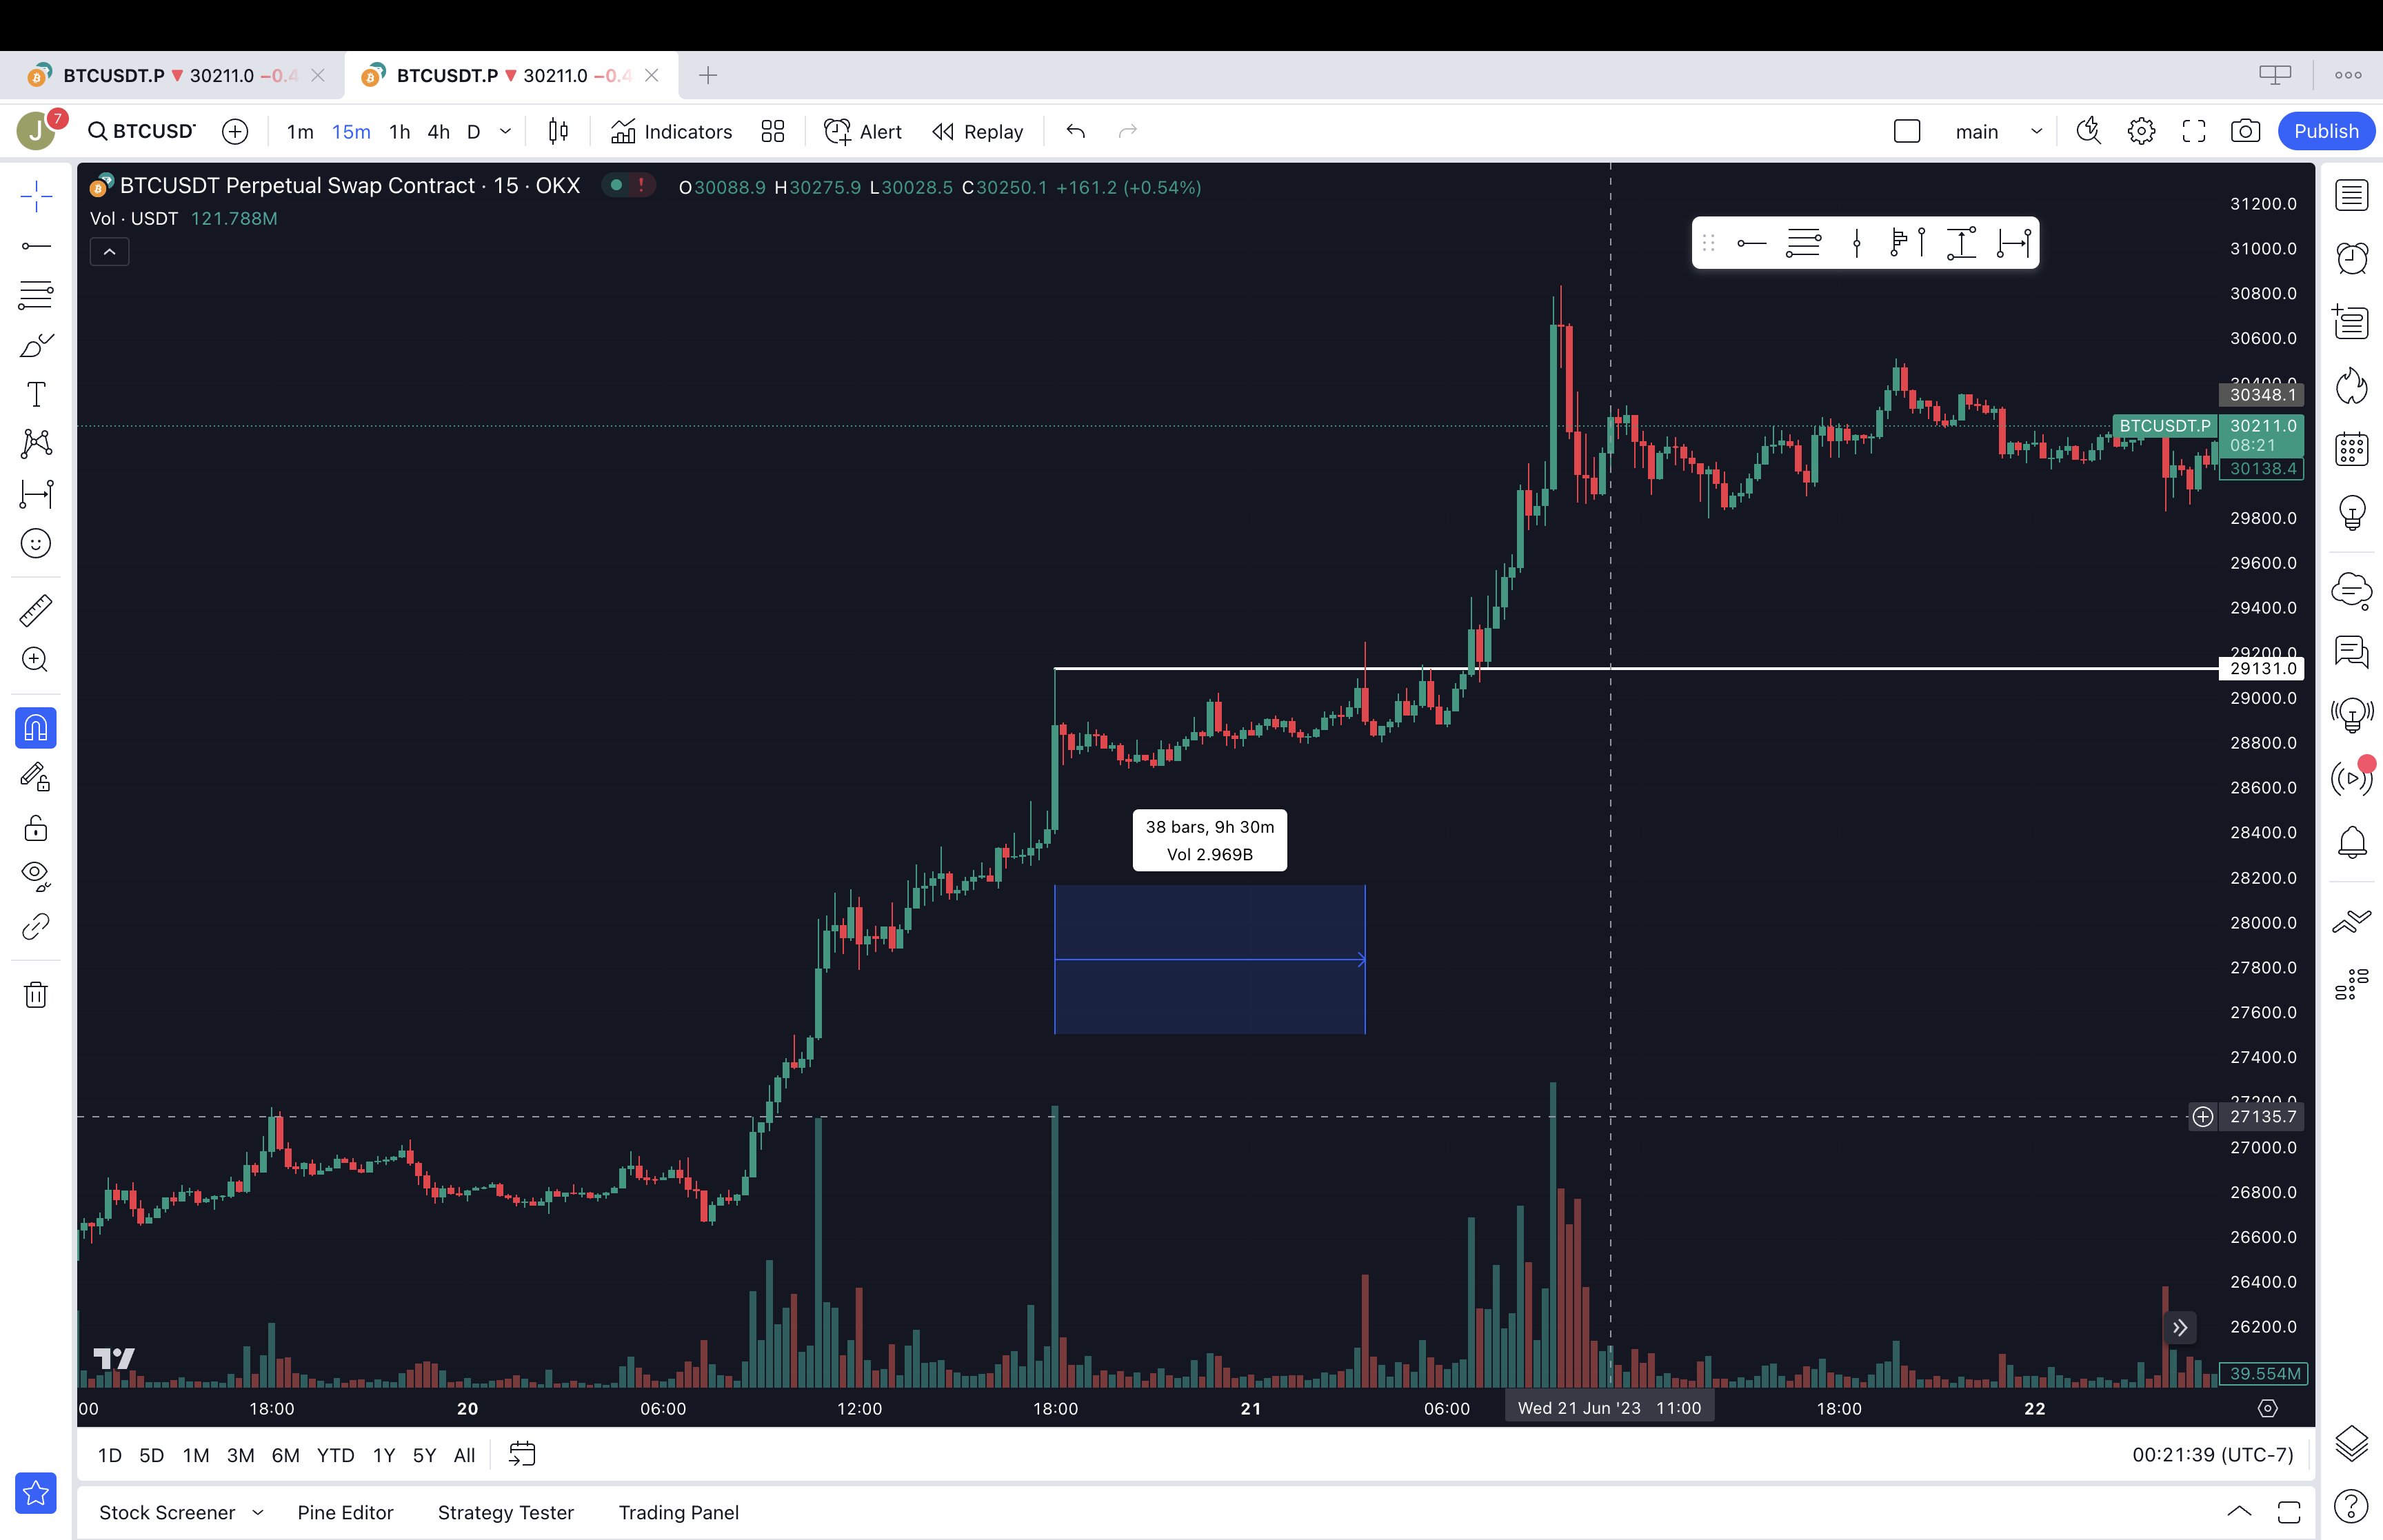 BTCUSDT.P 30211.0 −0.4
BTCUSDT.P 30211.0 −0.4
J 7
BTCUSD
1m 15m 1h 4h D
Indicators
Alert
Replay
main
Publish
BTCUSDT Perpetual Swap Contract · 15 · OKX
O30088.9 H30275.9 L30028.5 C30250.1 +161.2 (+0.54%)
Vol · USDT 121.788M
31200.0
31000.0
30800.0
30600.0
30400.0
30348.1
BTCUSDT.P 30211.0
08:21
30138.4
29800.0
29600.0
29400.0
29200.0
29131.0
29000.0
28800.0
28600.0
38 bars, 9h 30m
Vol 2.969B
28400.0
28200.0
28000.0
27800.0
27600.0
27400.0
27200.0
27135.7
27000.0
26800.0
26600.0
26400.0
26200.0
39.554M
00 18:00 20 06:00 12:00 18:00 21 06:00 Wed 21 Jun '23 11:00 18:00 22
1D 5D 1M 3M 6M YTD 1Y 5Y All
00:21:39 (UTC-7)
Stock Screener Pine Editor Strategy Tester Trading Panel